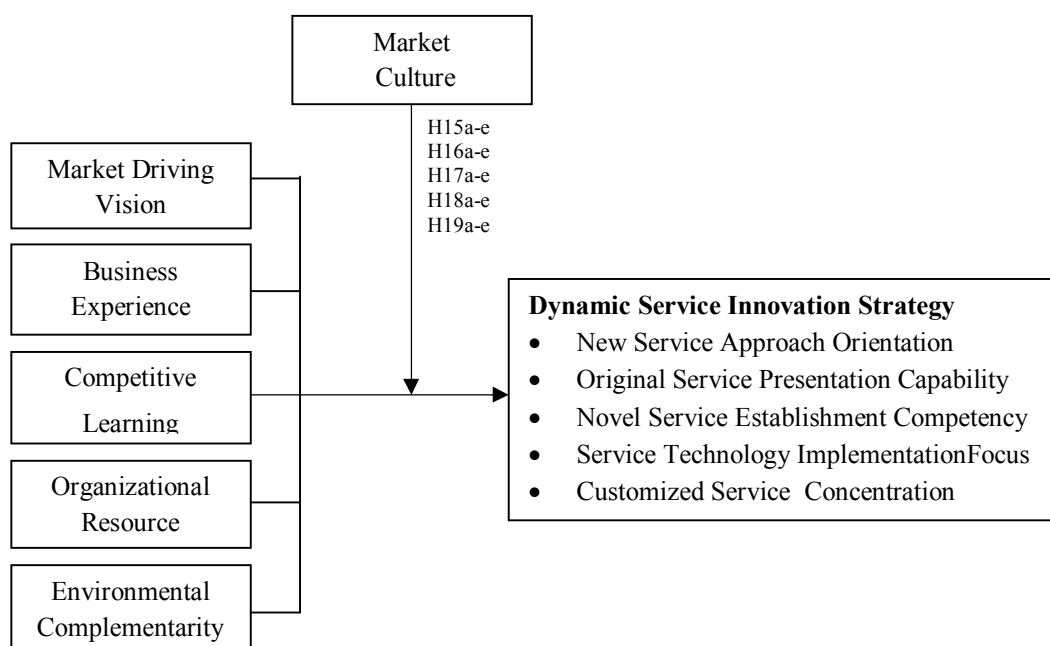 Market
Culture
H15a-e
H16a-e
H17a-e
H18a-e
H19a-e
Market Driving
Vision
Business
Experience
Competitive
Learning
Organizational
Resource
Environmental
Complementarity
Dynamic Service Innovation Strategy
• New Service Approach Orientation
• Original Service Presentation Capability
• Novel Service Establishment Competency
• Service Technology ImplementationFocus
• Customized Service Concentration